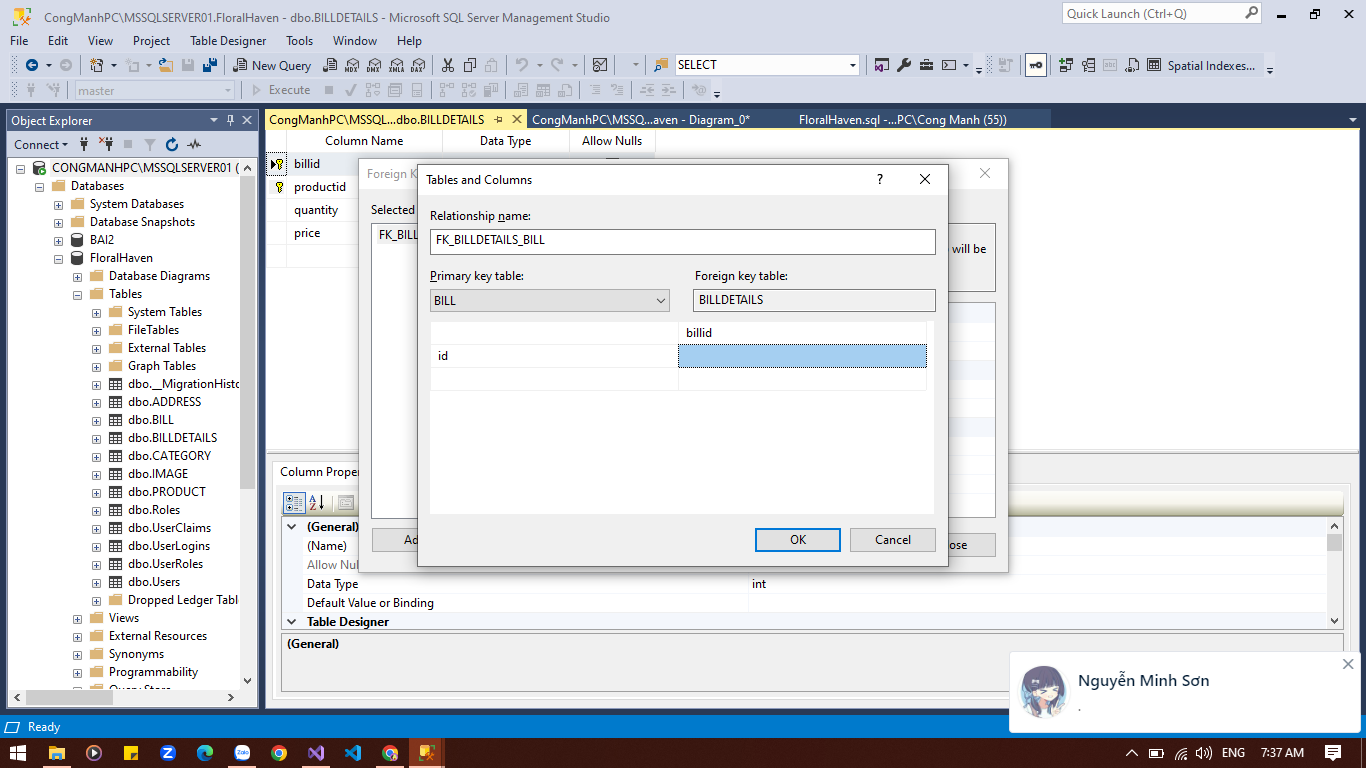 CongManhPC\MSSQLSERVER01.FloralHaven - dbo.BILLDETAILS - Microsoft SQL Server Management Studio
Quick Launch (Ctrl+Q)
File Edit View Project Table Designer Tools Window Help
New Query MDX DMX XMLA DAX SELECT Spatial Indexes...
master Execute
Object Explorer
CongManhPC\MSSQL...dbo.BILLDETAILS CongManhPC\MSSQ...aven - Diagram_0* FloralHaven.sql -...PC\Cong Manh (55))
Connect
Column Name Data Type Allow Nulls
CONGMANHPC\MSSQLSERVER01 (
Databases
System Databases
Database Snapshots
BAI2
FloralHaven
Database Diagrams
Tables
System Tables
FileTables
External Tables
Graph Tables
dbo.__MigrationHisto
dbo.ADDRESS
dbo.BILL
dbo.BILLDETAILS
dbo.CATEGORY
dbo.IMAGE
dbo.PRODUCT
dbo.Roles
dbo.UserClaims
dbo.UserLogins
dbo.UserRoles
dbo.Users
Dropped Ledger Tabl
Views
External Resources
Synonyms
Programmability
Query Store
billid
productid
quantity
price
Foreign K
Selected
FK_BILL
will be
Ad
ose
Tables and Columns
?
Relationship name:
FK_BILLDETAILS_BILL
Primary key table: Foreign key table:
BILL BILLDETAILS
billid
id
OK Cancel
Column Proper
(General)
(Name)
Allow Nul
Data Type int
Default Value or Binding
Table Designer
(General)
Nguyễn Minh Sơn
.
Ready
Zalo
ENG 7:37 AM